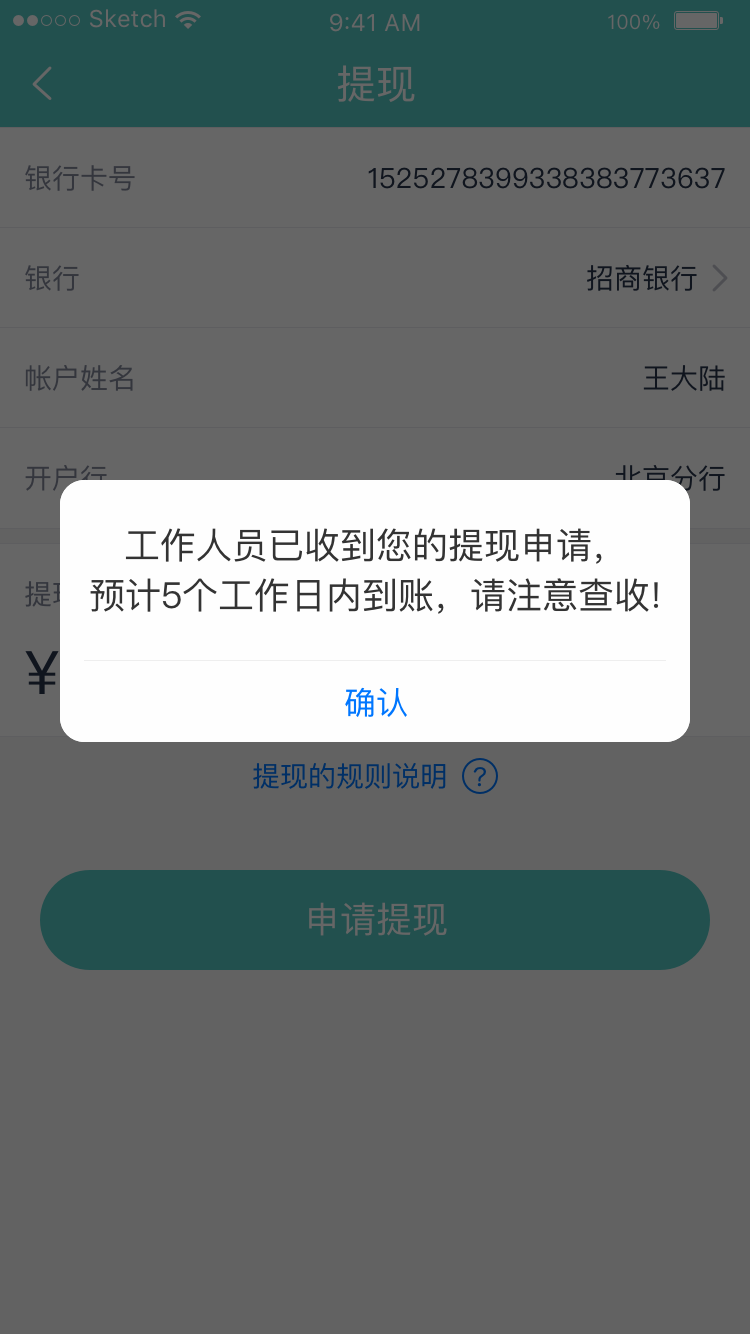 Sketch 9:41 AM 100%
提现
银行卡号 1525278399338383773637
银行 招商银行
帐户姓名 王大陆
开户行 北京分行
工作人员已收到您的提现申请，
预计5个工作日内到账，请注意查收!
提现
¥
确认
提现的规则说明 ?
申请提现